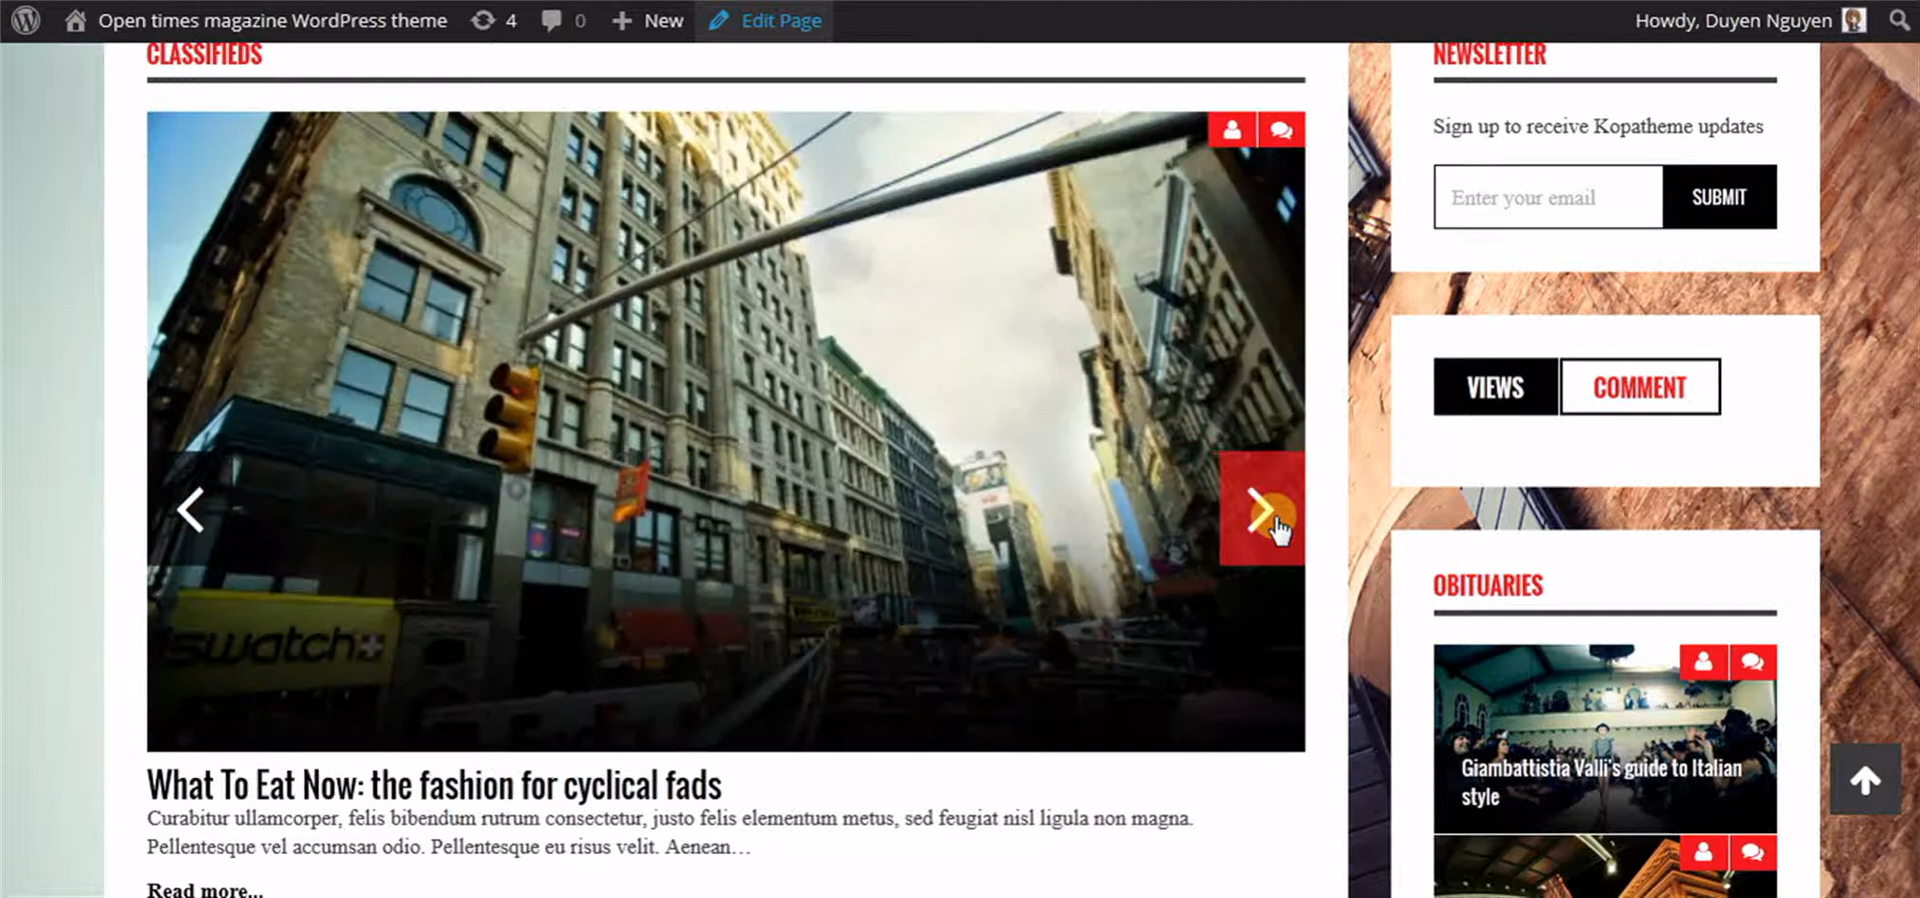 Open times magazine WordPress theme 4 0 New Edit Page Howdy, Duyen Nguyen
CLASSIFIEDS
swatch
What To Eat Now: the fashion for cyclical fads
Curabitur ullamcorper, felis bibendum rutrum consectetur, justo felis elementum metus, sed feugiat nisl ligula non magna.
Pellentesque vel accumsan odio. Pellentesque eu risus velit. Aenean...
Read more...
NEWSLETTER
Sign up to receive Kopatheme updates
Enter your email SUBMIT
VIEWS COMMENT
OBITUARIES
Giambattistia Valli's guide to Italian
style